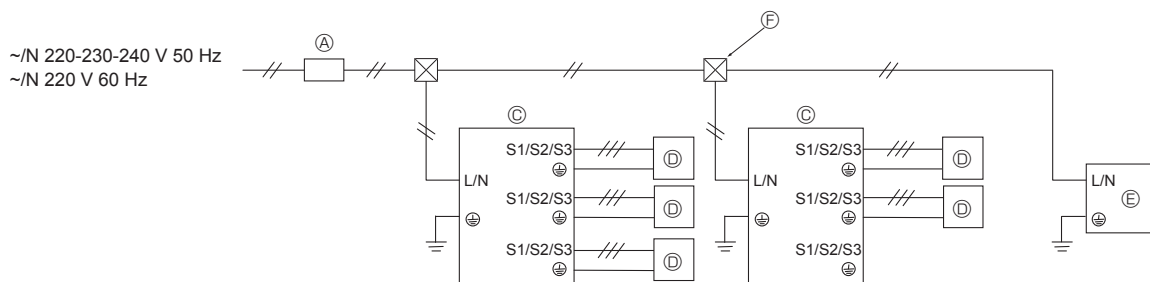 ~/N 220-230-240 V 50 Hz
~/N 220 V 60 Hz
Ⓐ
Ⓕ
Ⓒ
L/N
S1/S2/S3
Ⓓ
S1/S2/S3
Ⓓ
S1/S2/S3
Ⓓ
Ⓒ
L/N
S1/S2/S3
Ⓓ
S1/S2/S3
Ⓓ
S1/S2/S3
L/N
Ⓔ